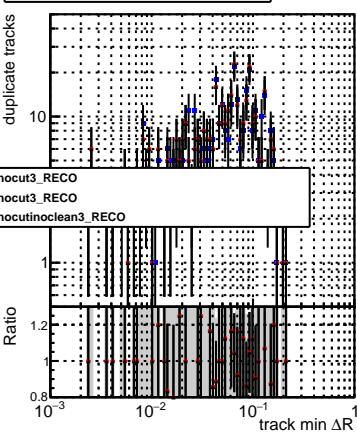 duplicate tracks
10
nocut3_RECO
nocut3_RECO
nocutinoclean3_RECO
1
Ratio
1.2
1
0.8
10−3
10−2
10−1
1
track min ΔR